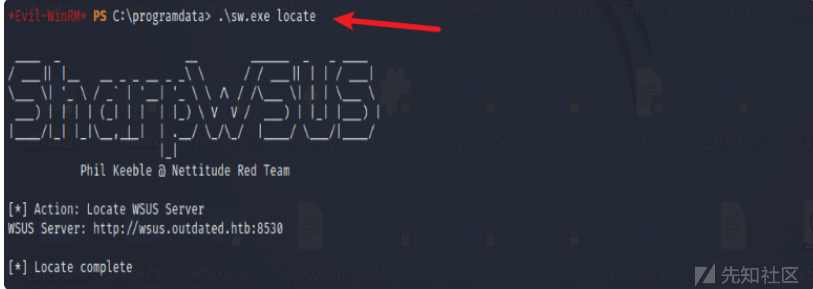 *Evil-WinRM* PS C:\programdata> .\sw.exe locate
SharpWSUS
Phil Keeble @ Nettitude Red Team
[*] Action: Locate WSUS Server
WSUS Server: http://wsus.outdated.htb:8530
[*] Locate complete
先知社区